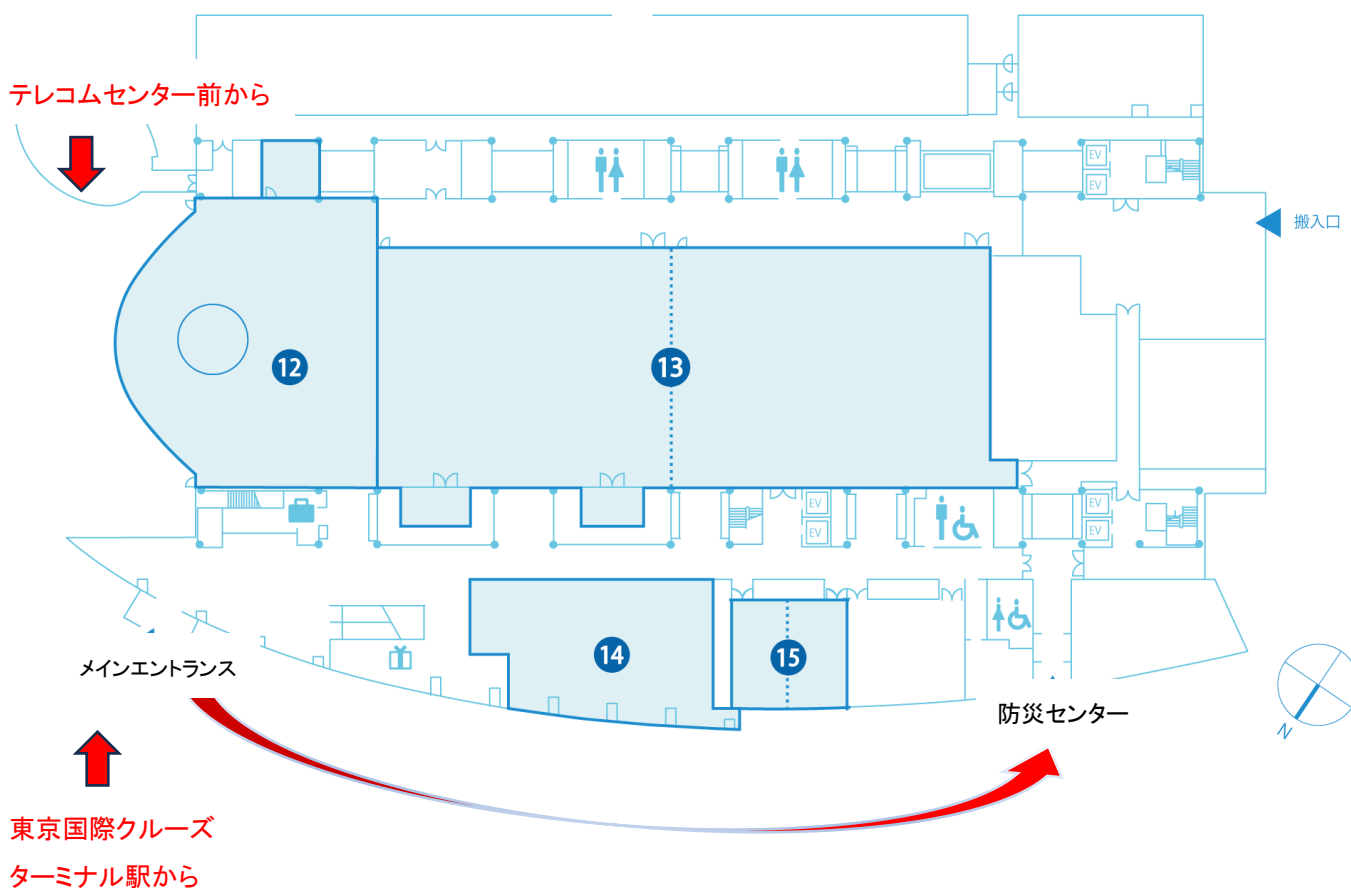 テレコムセンター前から
EV
EV
搬入口
12
13
EV
EV
EV
EV
14
15
メインエントランス
防災センター
N
東京国際クルーズ
ターミナル駅から